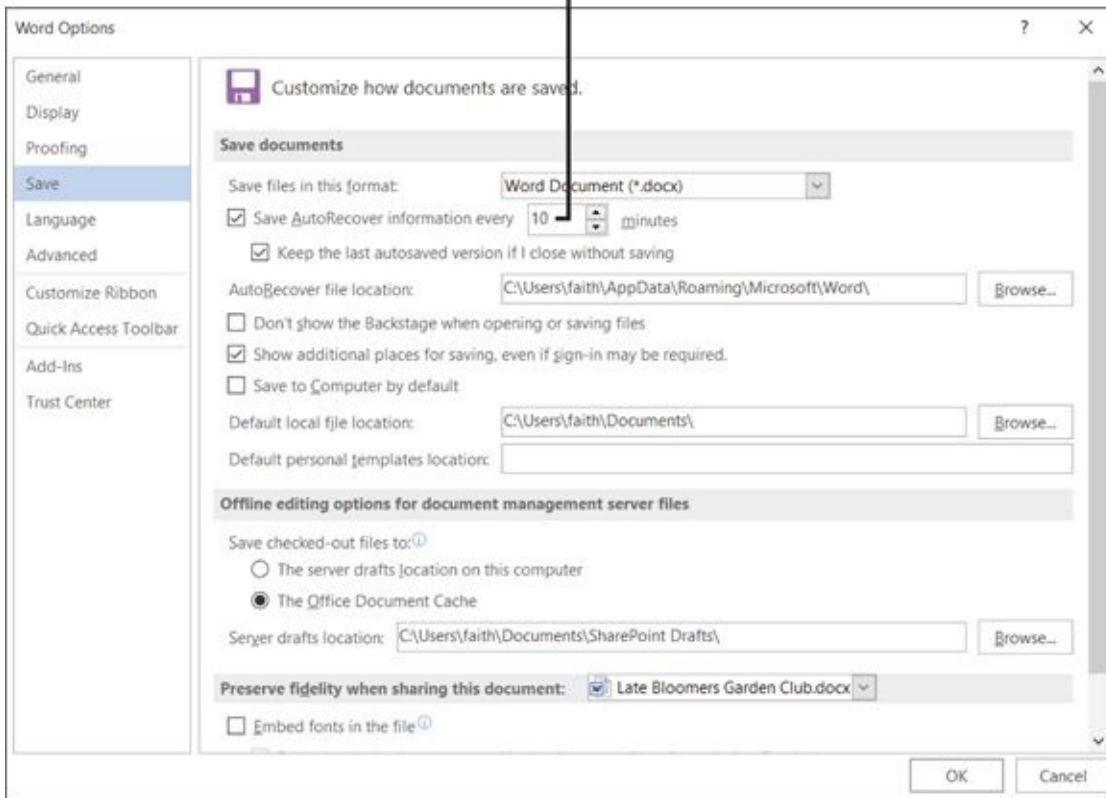 Word Options
?
General
Display
Proofing
Save
Language
Advanced
Customize Ribbon
Quick Access Toolbar
Add-Ins
Trust Center
Customize how documents are saved.
Save documents
Save files in this format: Word Document (*.docx)
Save AutoRecover information every 10 minutes
Keep the last autosaved version if I close without saving
AutoRecover file location: C:\Users\faith\AppData\Roaming\Microsoft\Word\ Browse...
Don't show the Backstage when opening or saving files
Show additional places for saving, even if sign-in may be required.
Save to Computer by default
Default local file location: C:\Users\faith\Documents\ Browse...
Default personal templates location:
Offline editing options for document management server files
Save checked-out files to:
The server drafts location on this computer
The Office Document Cache
Server drafts location: C:\Users\faith\Documents\SharePoint Drafts\ Browse...
Preserve fidelity when sharing this document: Late Bloomers Garden Club.docx
Embed fonts in the file
OK Cancel